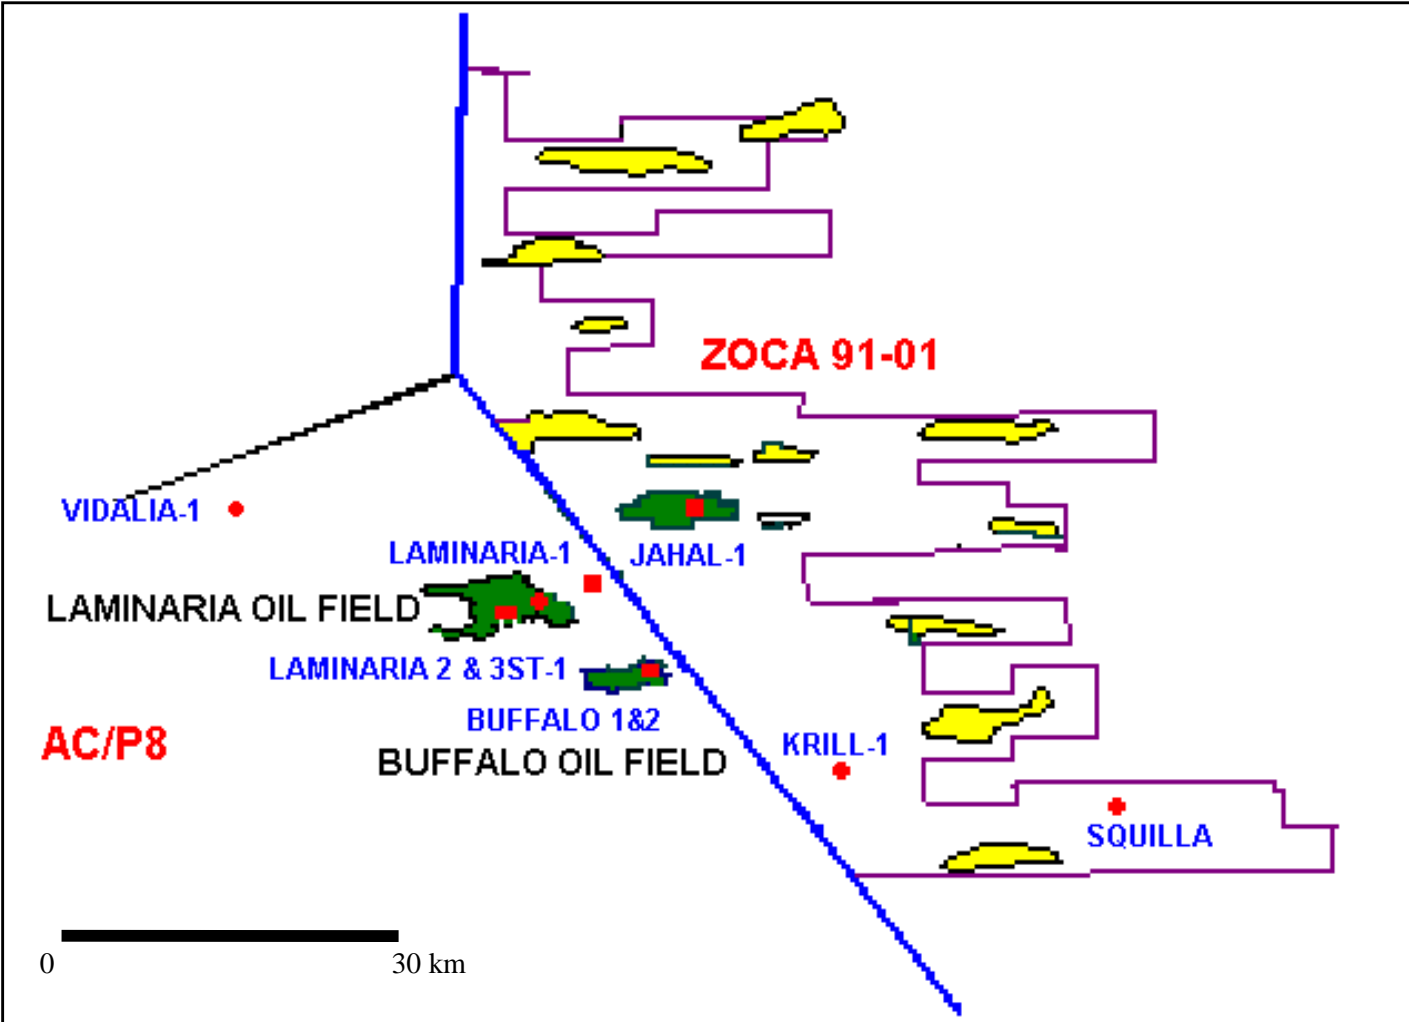 ZOCA 91-01
VIDALIA-1
LAMINARIA-1
JAHAL-1
LAMINARIA OIL FIELD
LAMINARIA 2 & 3ST-1
BUFFALO 1&2
AC/P8
KRILL-1
BUFFALO OIL FIELD
SQUILLA
0
30 km